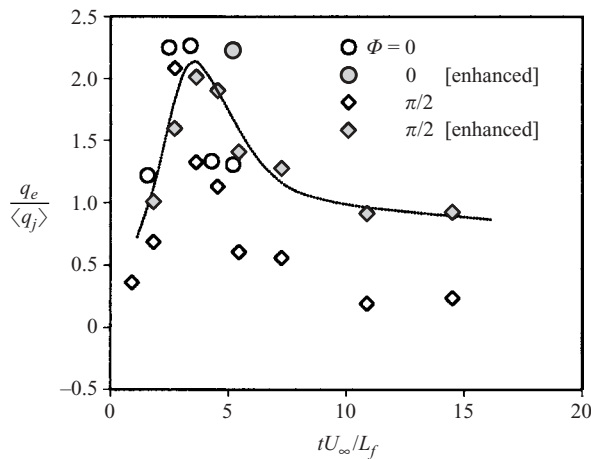 2.5
Φ = 0
0 [enhanced]
2.0
π/2
π/2 [enhanced]
1.5
q_e
⟨q_j⟩
1.0
0.5
0
–0.5
0 5 10 15 20
tU_∞/L_f